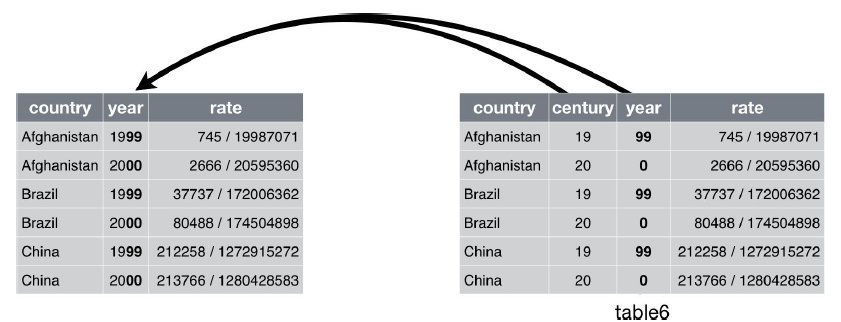 country year rate
Afghanistan 1999 745 / 19987071
Afghanistan 2000 2666 / 20595360
Brazil 1999 37737 / 172006362
Brazil 2000 80488 / 174504898
China 1999 212258 / 1272915272
China 2000 213766 / 1280428583
country century year rate
Afghanistan 19 99 745 / 19987071
Afghanistan 20 0 2666 / 20595360
Brazil 19 99 37737 / 172006362
Brazil 20 0 80488 / 174504898
China 19 99 212258 / 1272915272
China 20 0 213766 / 1280428583
table6